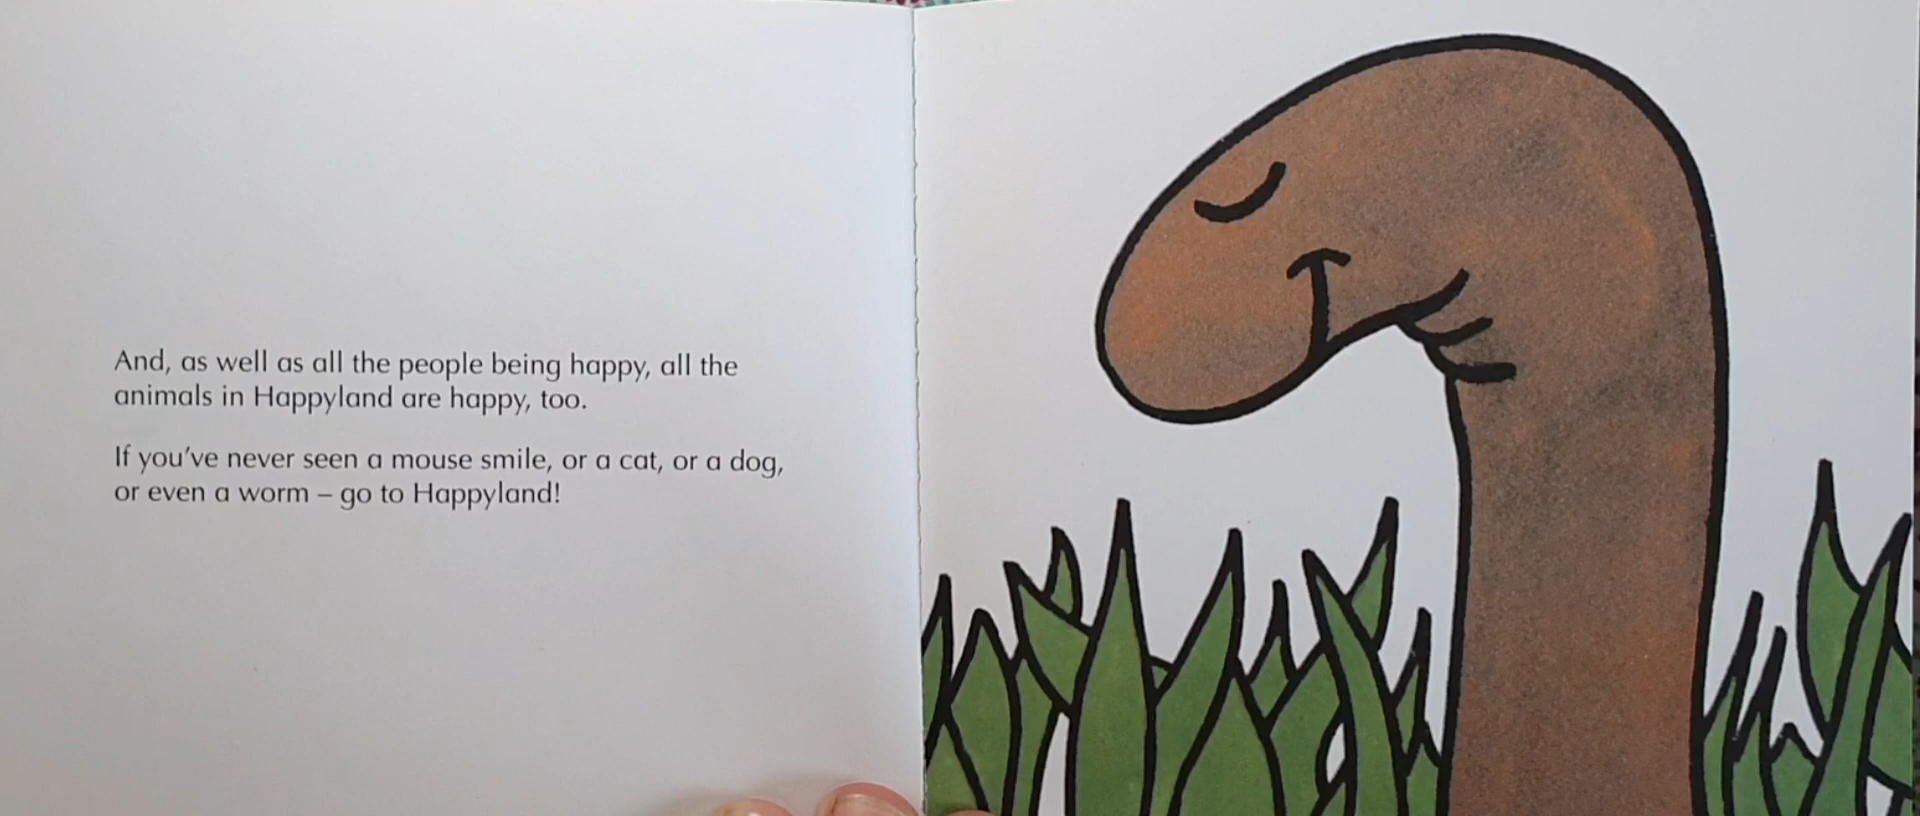 And, as well as all the people being happy, all the
animals in Happyland are happy, too.
If you've never seen a mouse smile, or a cat, or a dog,
or even a worm – go to Happyland!